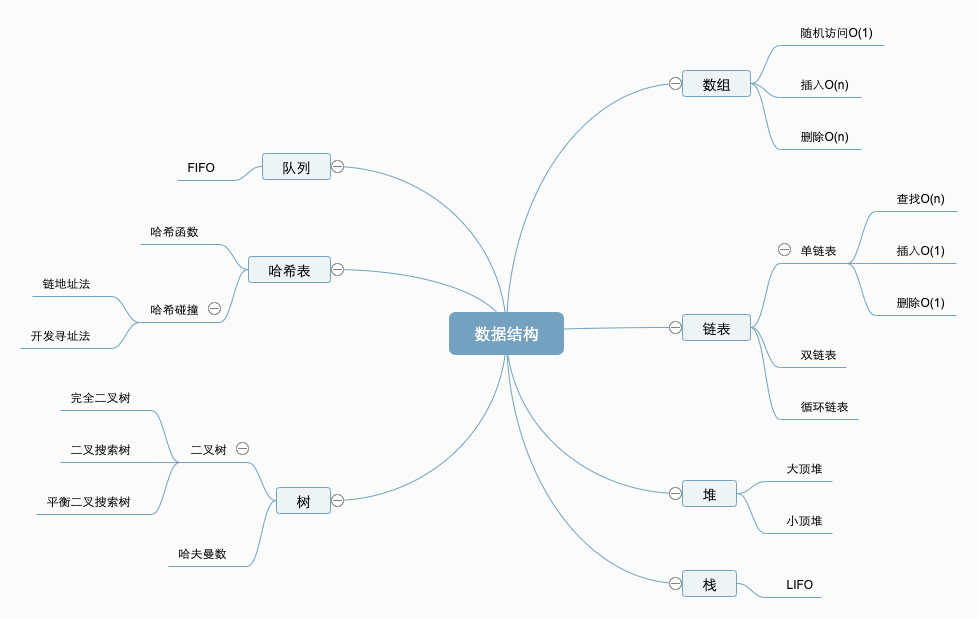 数据结构
数组
随机访问O(1)
插入O(n)
删除O(n)
链表
单链表
查找O(n)
插入O(1)
删除O(1)
双链表
循环链表
堆
大顶堆
小顶堆
栈
LIFO
队列
FIFO
哈希表
哈希函数
哈希碰撞
链地址法
开发寻址法
树
二叉树
完全二叉树
二叉搜索树
平衡二叉搜索树
哈夫曼数